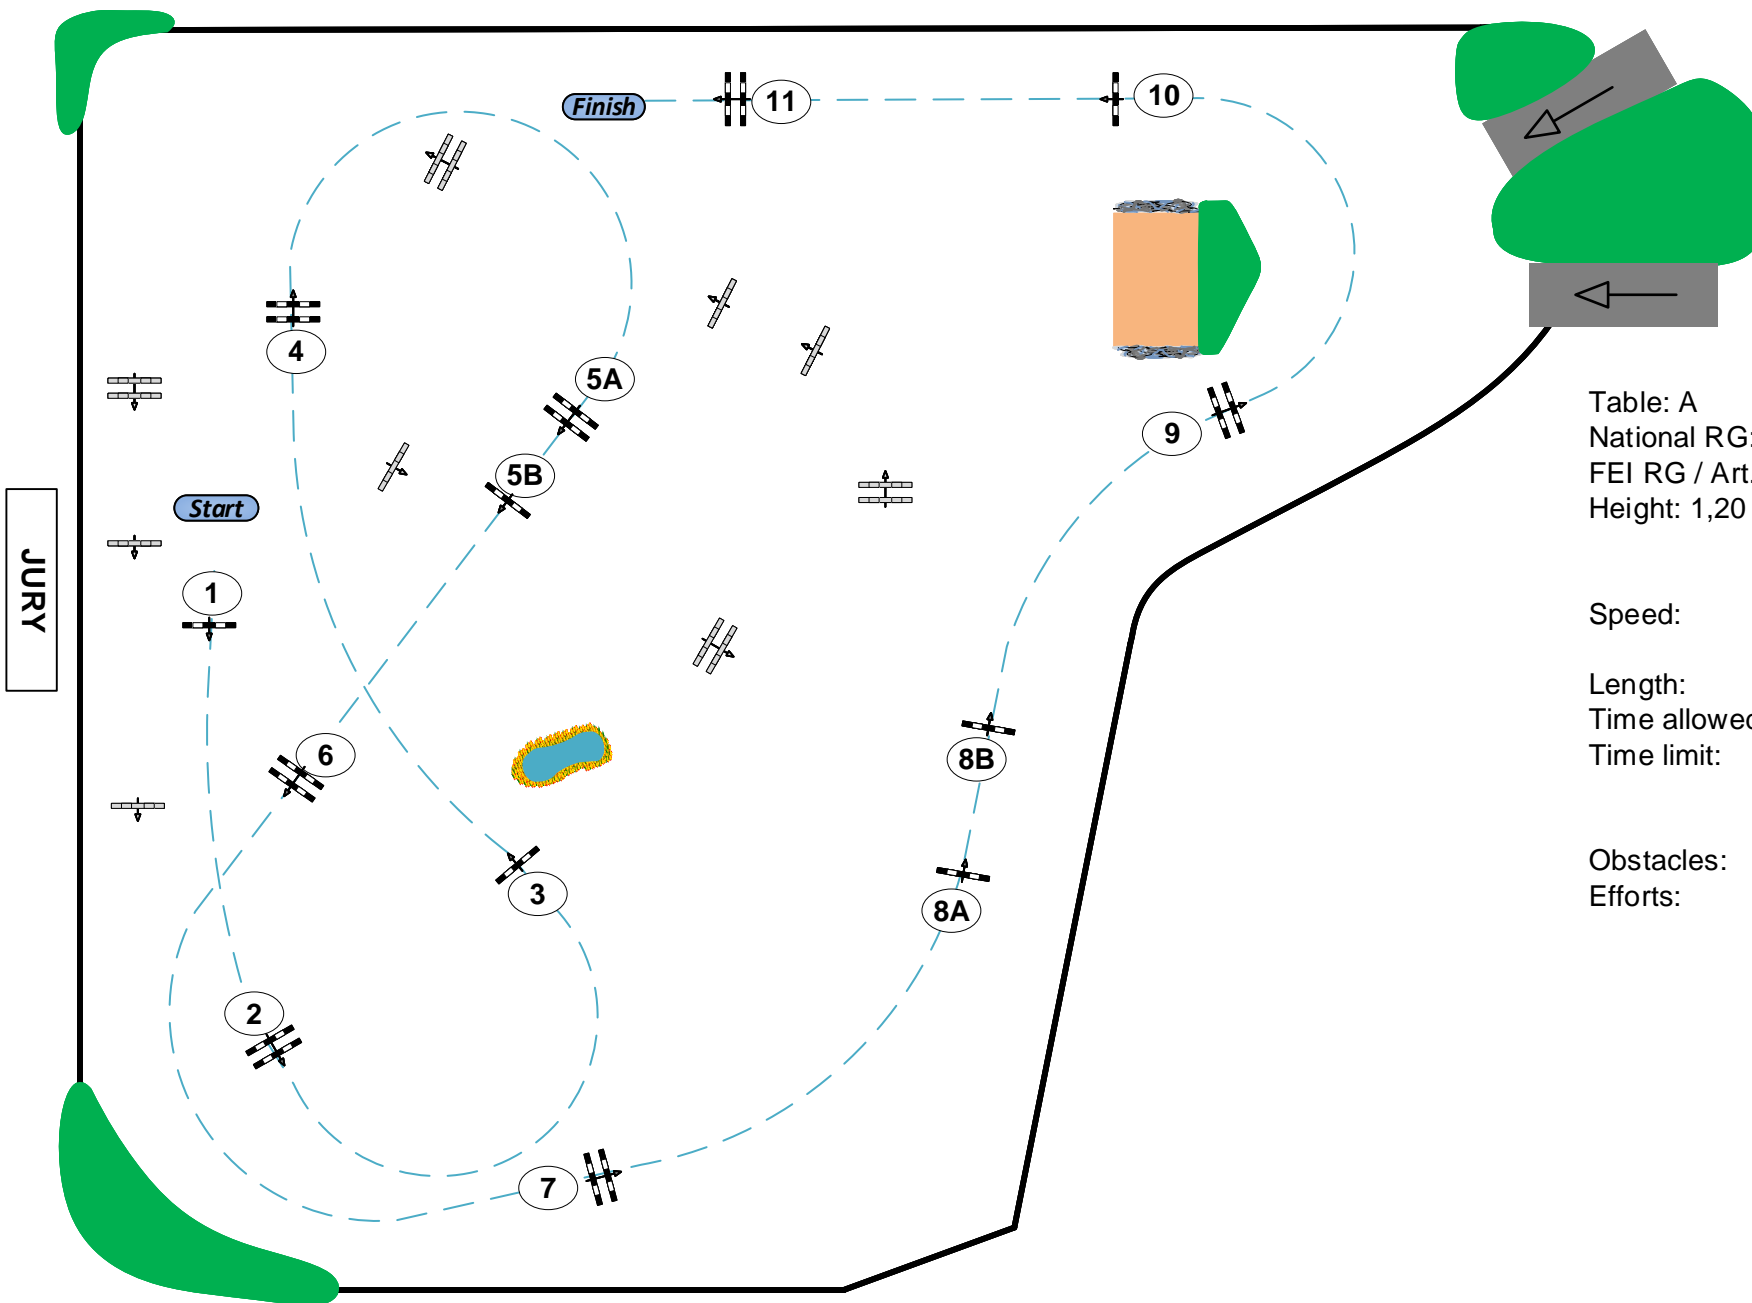 Finish
11
10
4
5A
5B
9
Start
1
JURY
6
8B
3
8A
2
7
Table: A
National RG:
FEI RG / Art.
Height: 1,20
Speed:
Length:
Time allowed
Time limit:
Obstacles:
Efforts: